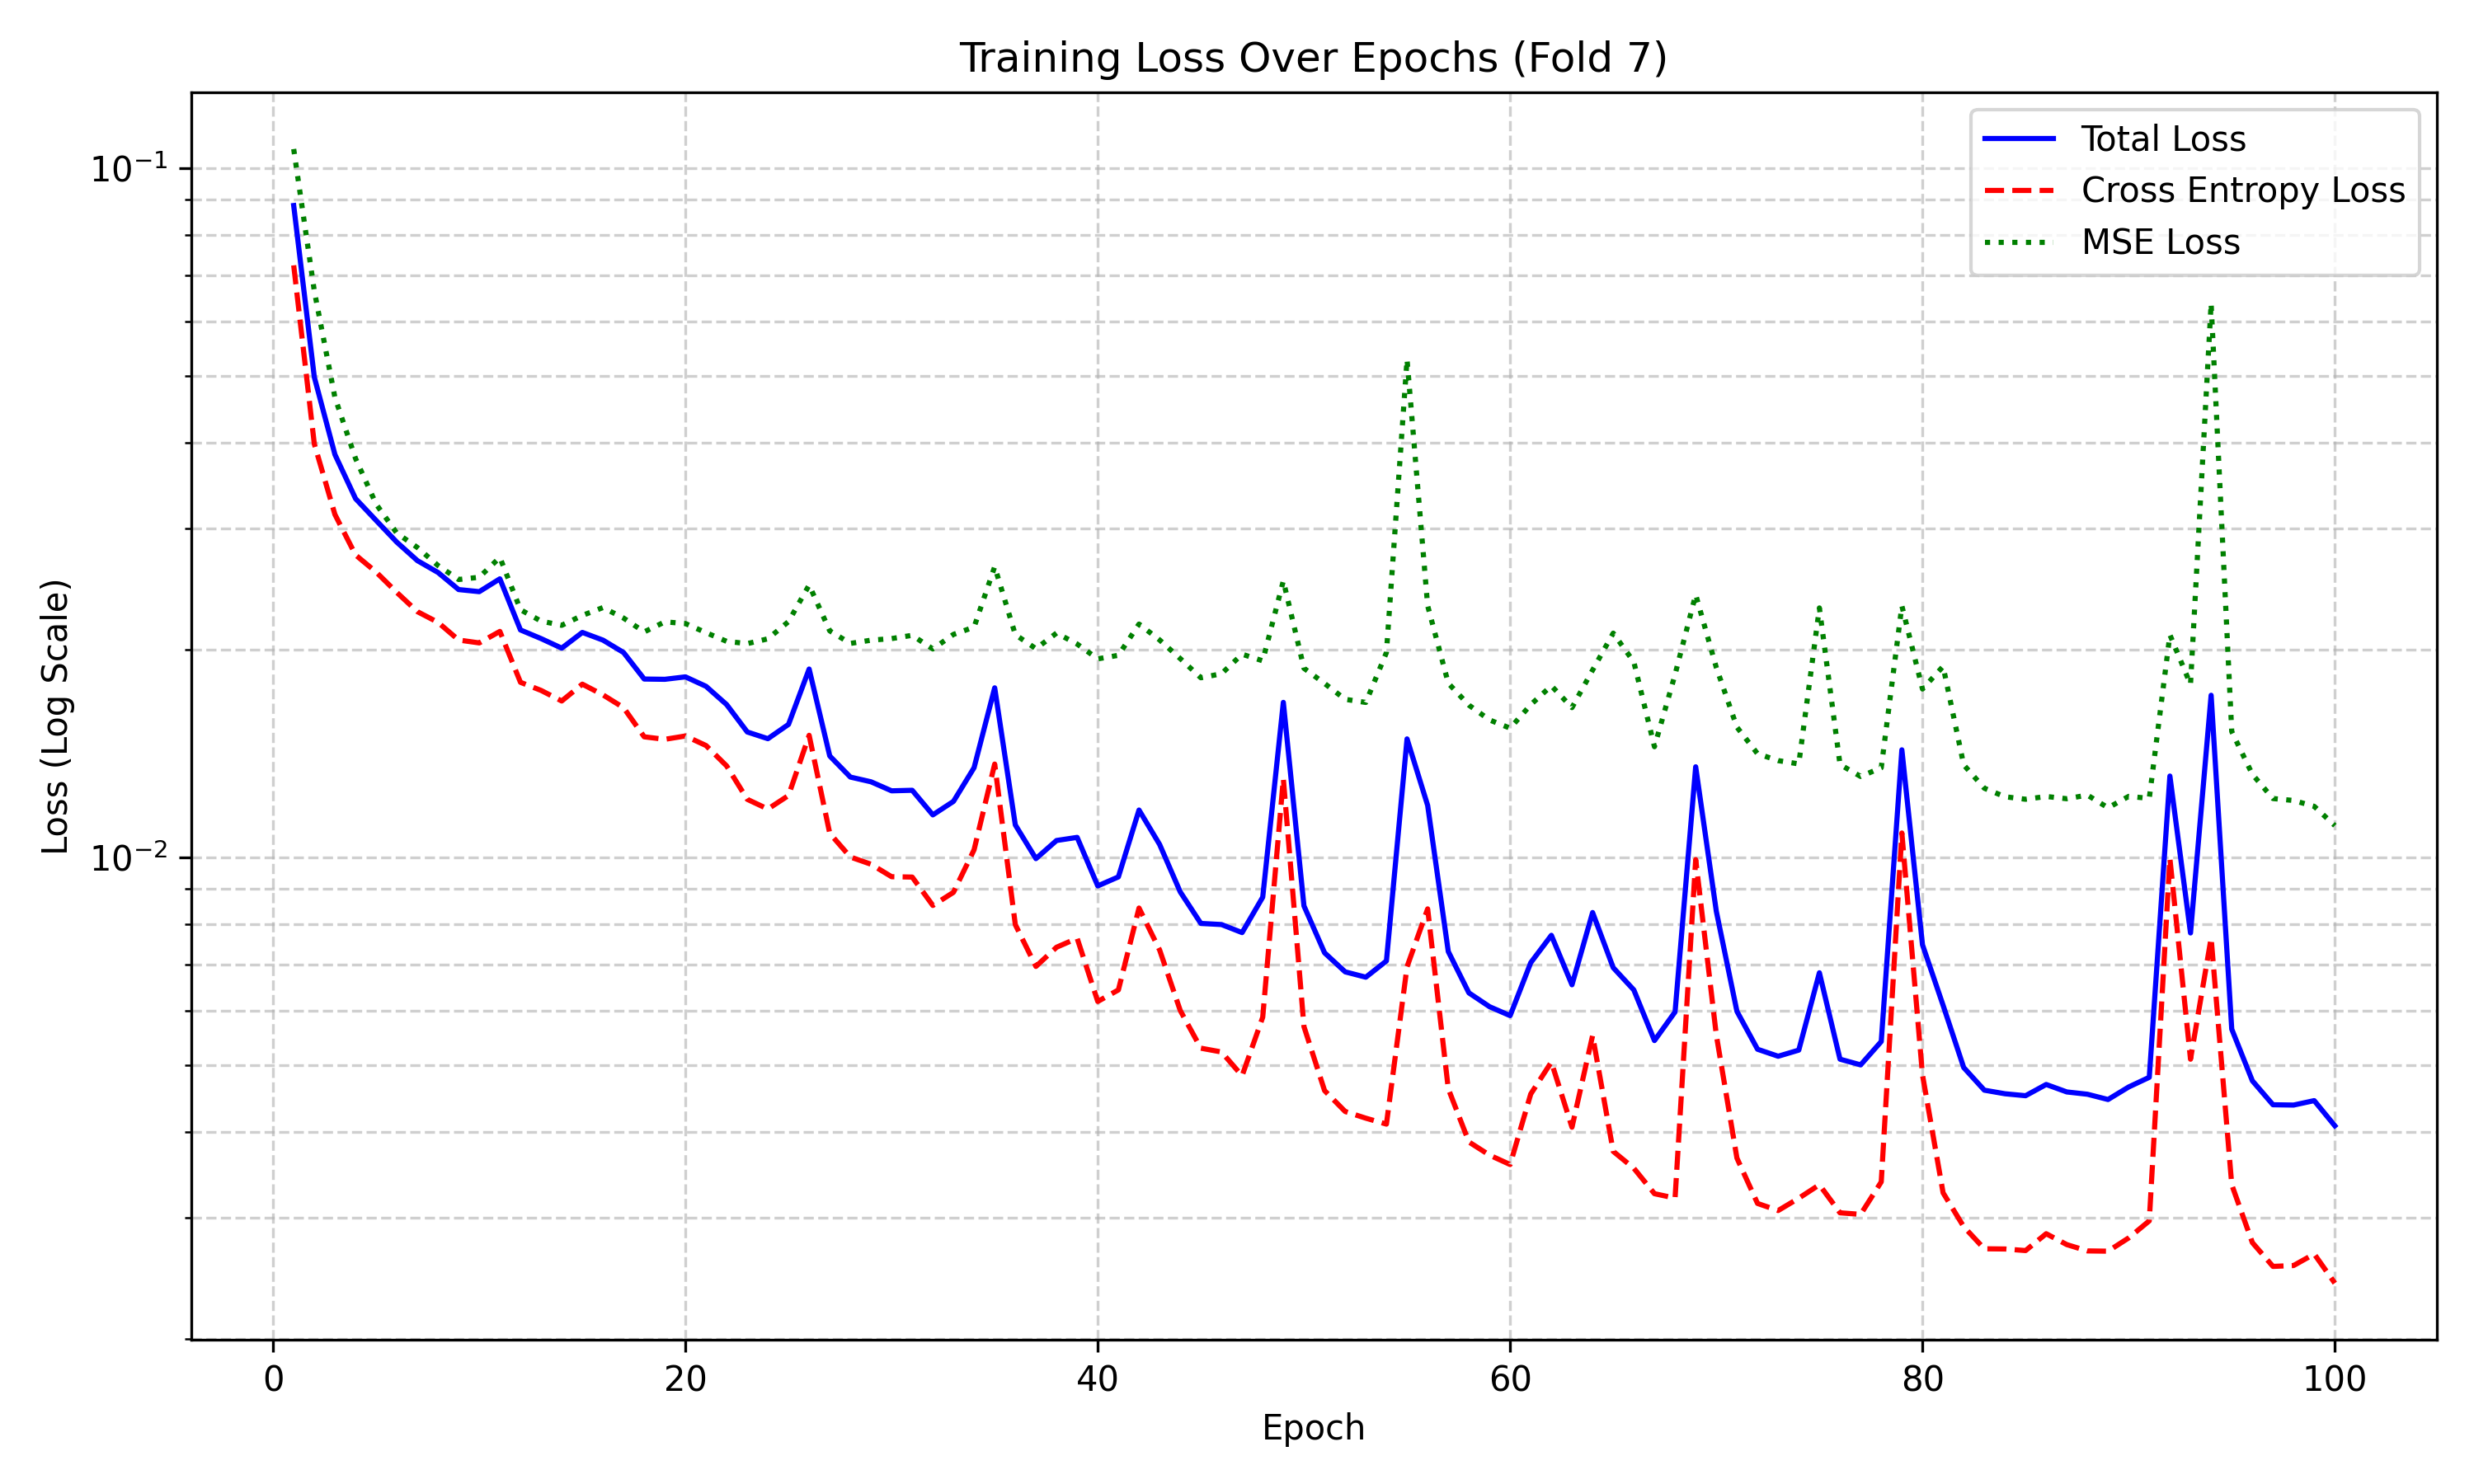 Training Loss Over Epochs (Fold 7)
Total Loss
Cross Entropy Loss
MSE Loss
Loss (Log Scale)
10⁻¹
10⁻²
0 20 40 60 80 100
Epoch